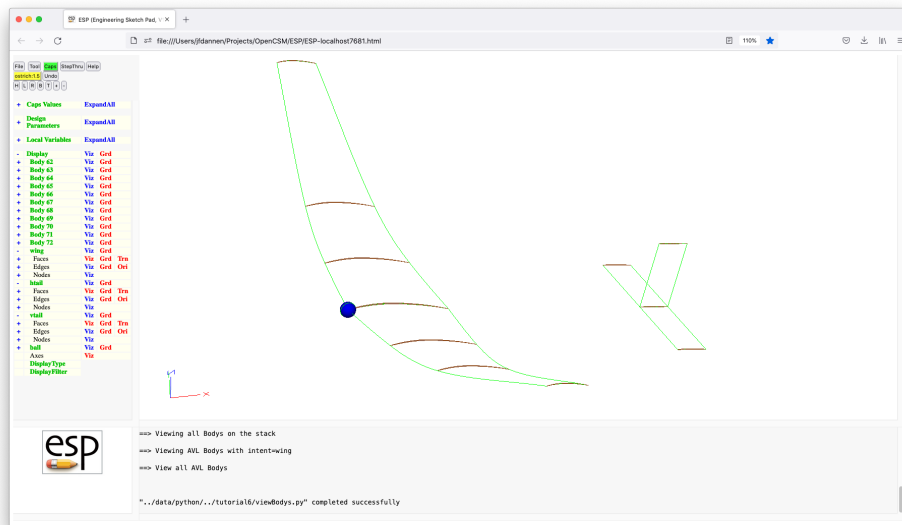 ESP (Engineering Sketch Pad, V
file:///Users/jfdannen/Projects/OpenCSM/ESP/ESP-localhost7681.html
110%
File Tool Caps StepThru Help
ostrich:1.5 Undo
H L R B T + -
+ Caps Values ExpandAll
+ Design Parameters ExpandAll
+ Local Variables ExpandAll
- Display Viz Grd
+ Body 62 Viz Grd
+ Body 63 Viz Grd
+ Body 64 Viz Grd
+ Body 65 Viz Grd
+ Body 66 Viz Grd
+ Body 67 Viz Grd
+ Body 68 Viz Grd
+ Body 69 Viz Grd
+ Body 70 Viz Grd
+ Body 71 Viz Grd
+ Body 72 Viz Grd
- wing Viz Grd
+ Faces Viz Grd Trn
+ Edges Viz Grd Ori
+ Nodes Viz
- htail Viz Grd
+ Faces Viz Grd Trn
+ Edges Viz Grd Ori
+ Nodes Viz
- vtail Viz Grd
+ Faces Viz Grd Trn
+ Edges Viz Grd Ori
+ Nodes Viz
+ ball Viz Grd
Axes Viz
DisplayType
DisplayFilter
X
esp
==> Viewing all Bodys on the stack
==> Viewing AVL Bodys with intent=wing
==> View all AVL Bodys
"../data/python/../tutorial6/viewBodys.py" completed successfully